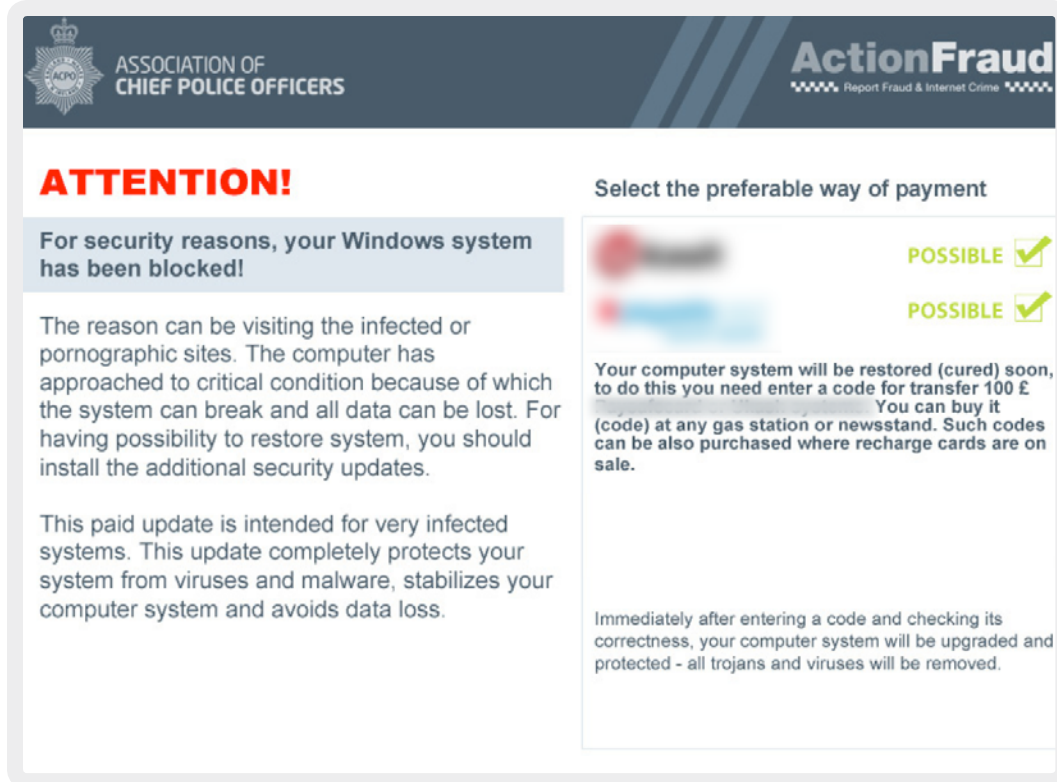 ACPO
ASSOCIATION OF
CHIEF POLICE OFFICERS
ActionFraud
Report Fraud & Internet Crime
ATTENTION!
For security reasons, your Windows system
has been blocked!
The reason can be visiting the infected or
pornographic sites. The computer has
approached to critical condition because of which
the system can break and all data can be lost. For
having possibility to restore system, you should
install the additional security updates.
This paid update is intended for very infected
systems. This update completely protects your
system from viruses and malware, stabilizes your
computer system and avoids data loss.
Select the preferable way of payment
POSSIBLE
POSSIBLE
Your computer system will be restored (cured) soon,
to do this you need enter a code for transfer 100 £
You can buy it
(code) at any gas station or newsstand. Such codes
can be also purchased where recharge cards are on
sale.
Immediately after entering a code and checking its
correctness, your computer system will be upgraded and
protected - all trojans and viruses will be removed.